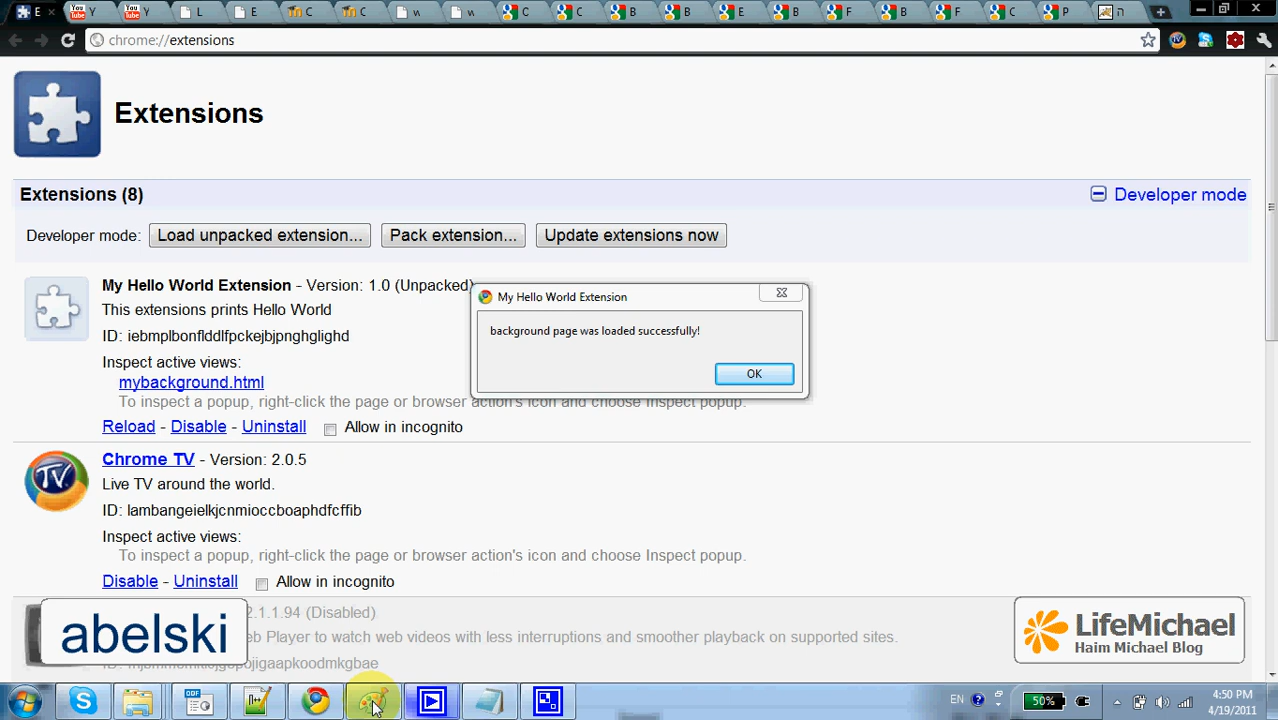 E Y Y L E C C w w C C B B E B F B F C P ה
chrome://extensions
Extensions
Extensions (8)
Developer mode
Developer mode: Load unpacked extension... Pack extension... Update extensions now
My Hello World Extension - Version: 1.0 (Unpacked)
This extensions prints Hello World
Inspect active views:
mybackground.html
To inspect a popup, right-click the page or browser action's icon and choose Inspect popup.
Reload - Disable - Uninstall Allow in incognito
My Hello World Extension
background page was loaded successfully!
OK
TV
Chrome TV - Version: 2.0.5
Live TV around the world.
ID: lambangeielkjcnmioccboaphdfcffib
Inspect active views:
To inspect a popup, right-click the page or browser action's icon and choose Inspect popup.
Disable - Uninstall Allow in incognito
2.1.1.94 (Disabled)
Player to watch web videos with less interruptions and smoother playback on supported sites.
abelski
LifeMichael
Haim Michael Blog
EN 50% 4:50 PM
4/19/2011